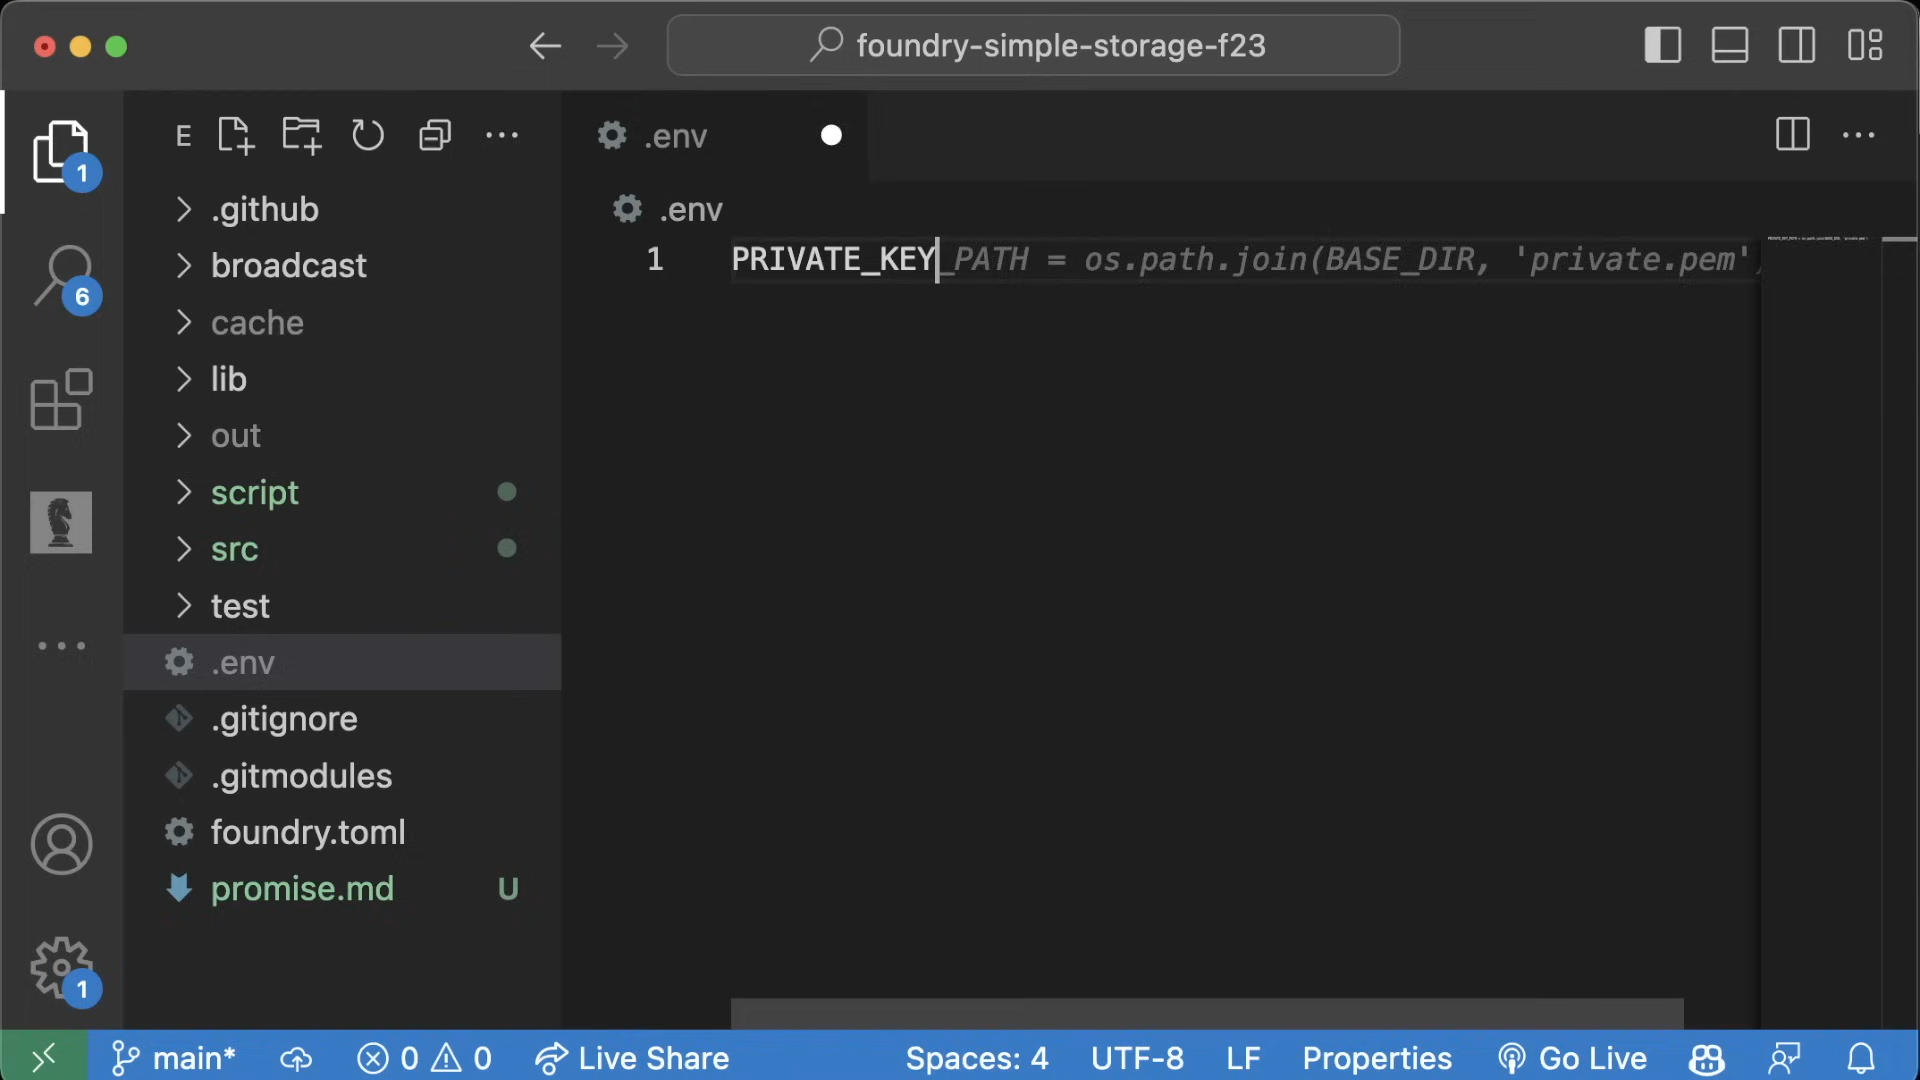 foundry-simple-storage-f23
E
.env
1
.github
.env
1 PRIVATE_KEY_PATH = os.path.join(BASE_DIR, 'private.pem'
broadcast
6
cache
lib
out
script
src
test
.env
.gitignore
.gitmodules
foundry.toml
promise.md U
1
main* 0 0 Live Share Spaces: 4 UTF-8 LF Properties Go Live